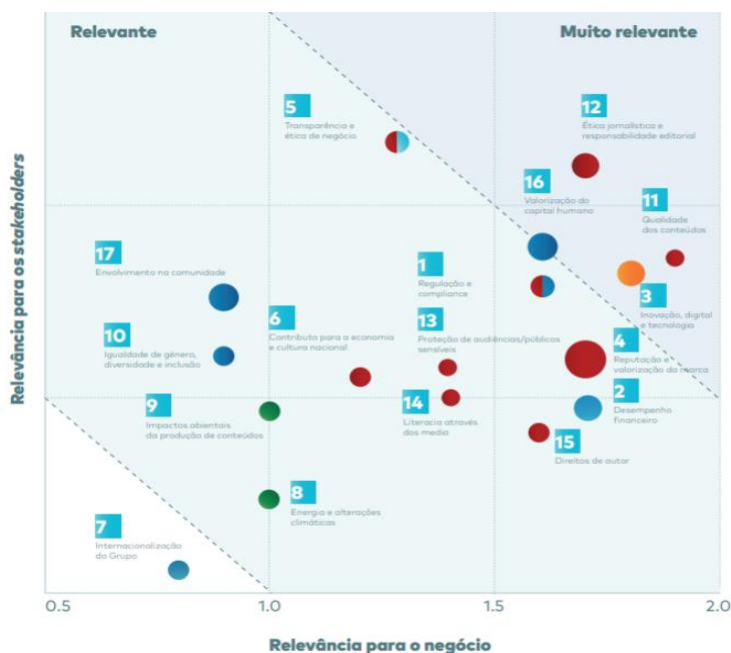 Relevante
Muito relevante
5
Transparência e
ética de negócio
12
Ética jornalística e
responsabilidade editorial
16
Valorização do
capital humano
11
Qualidade
dos conteúdos
17
Envolvimento na comunidade
1
Regulação e
compliance
3
Inovação, digital
e tecnologia
10
Igualdade de género,
diversidade e inclusão
6
Contributo para a economia
e cultura nacional
13
Proteção de audiências/públicos
sensíveis
4
Reputação e
valorização da marca
9
Impactos abientais
da produção de conteúdos
14
Literacia através
dos media
2
Desempenho
financeiro
15
Direitos de autor
8
Energia e alterações
climáticas
7
Internacionalização
do Grupo
Relevância para os stakeholders
0.5
1.0
1.5
2.0
Relevância para o negócio